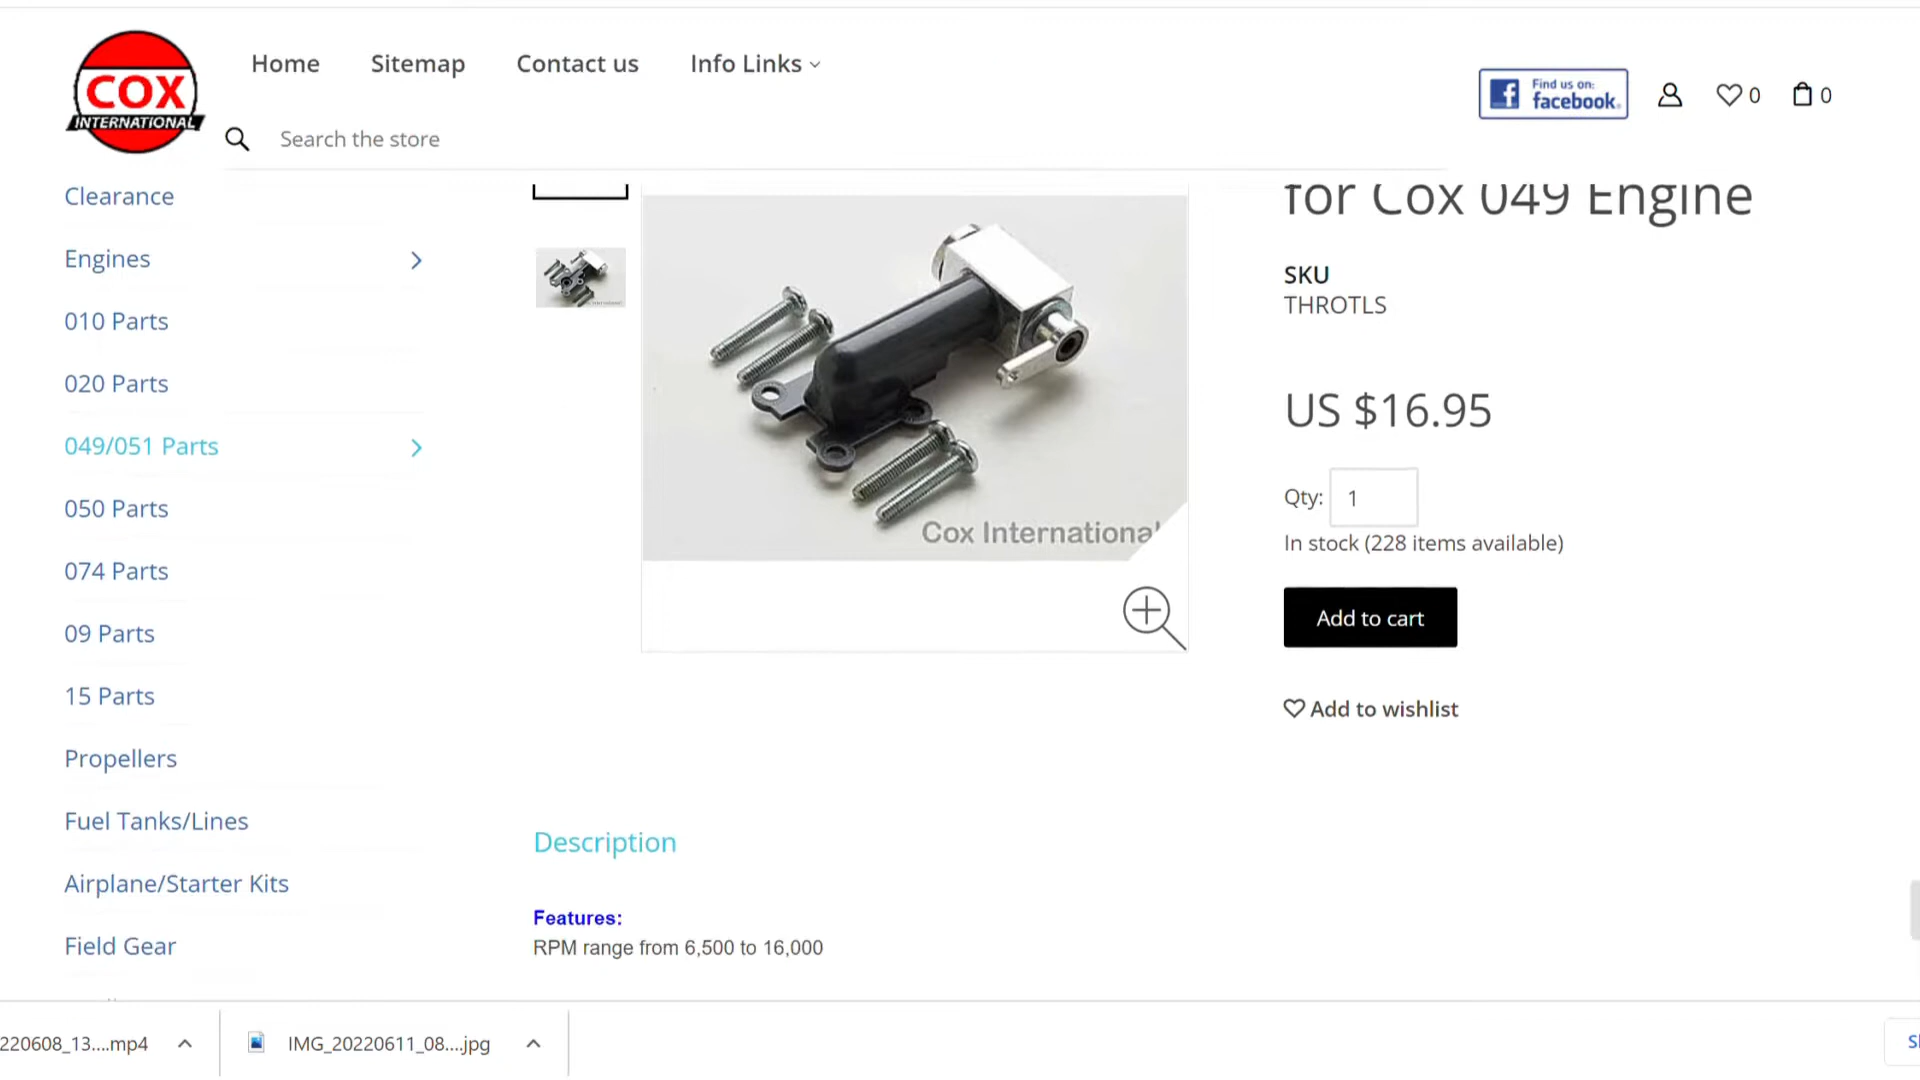 COX
INTERNATIONAL
Home
Sitemap
Contact us
Info Links
Find us on:
facebook
0
0
Search the store
Clearance
Engines
010 Parts
020 Parts
049/051 Parts
050 Parts
074 Parts
09 Parts
15 Parts
Propellers
Fuel Tanks/Lines
Airplane/Starter Kits
Field Gear
Cox International
for Cox 049 Engine
SKU
THROTLS
US $16.95
Qty: 1
In stock (228 items available)
Add to cart
Add to wishlist
Description
Features:
RPM range from 6,500 to 16,000
220608_13....mp4
IMG_20220611_08....jpg